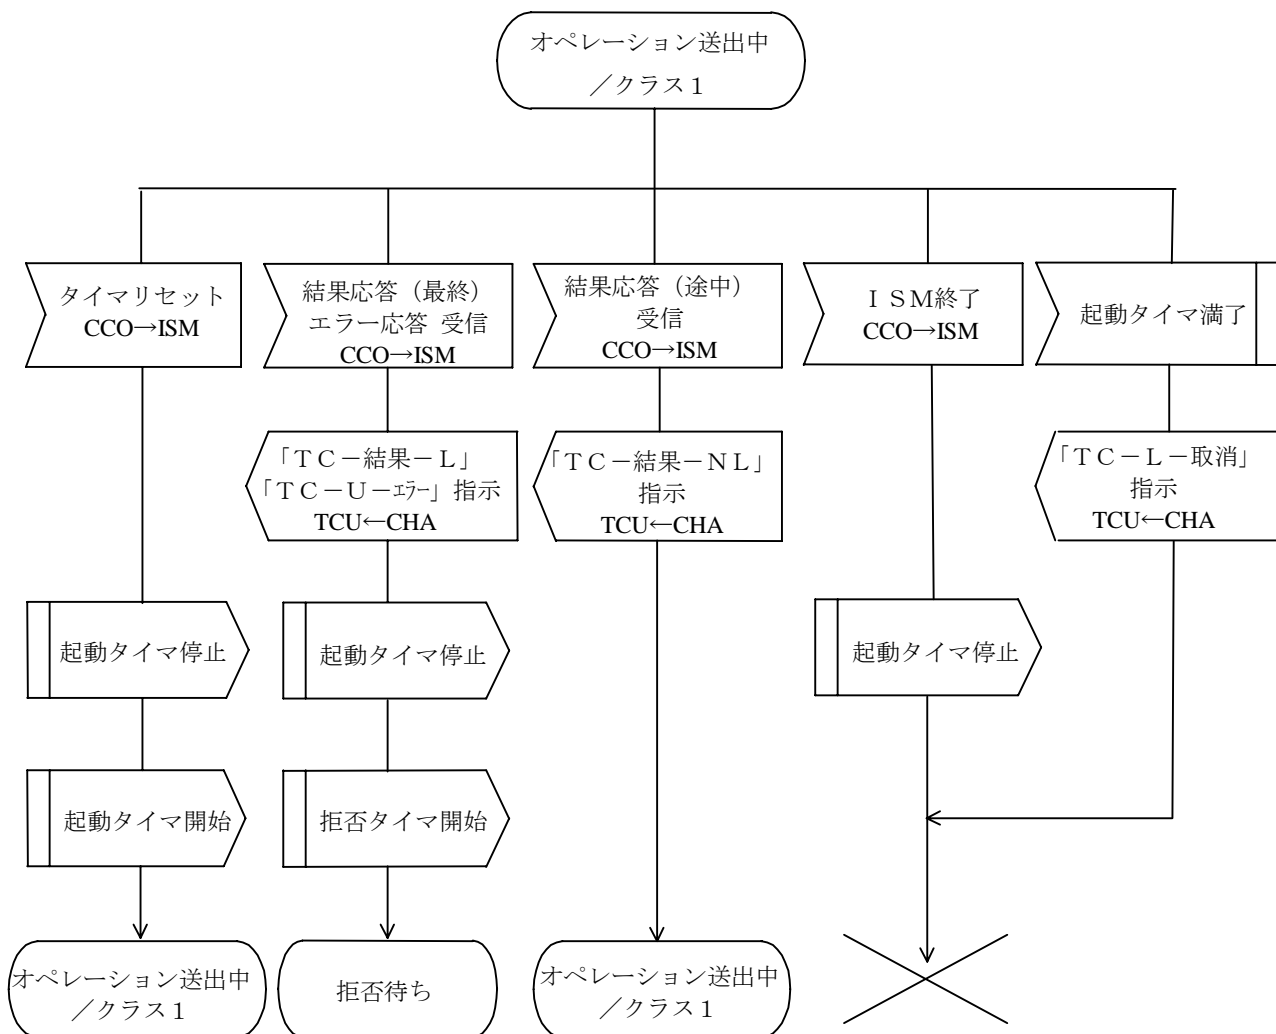 オペレーション送出中
／クラス１
タイマリセット
CCO→ISM
結果応答（最終）
エラー応答 受信
CCO→ISM
結果応答（途中）
受信
CCO→ISM
ＩＳＭ終了
CCO→ISM
起動タイマ満了
「ＴＣ－結果－Ｌ」
「ＴＣ－Ｕ－ｴﾗｰ」指示
TCU←CHA
「ＴＣ－結果－ＮＬ」
指示
TCU←CHA
「ＴＣ－Ｌ－取消」
指示
TCU←CHA
起動タイマ停止
起動タイマ停止
起動タイマ停止
起動タイマ開始
拒否タイマ開始
オペレーション送出中
／クラス１
拒否待ち
オペレーション送出中
／クラス１